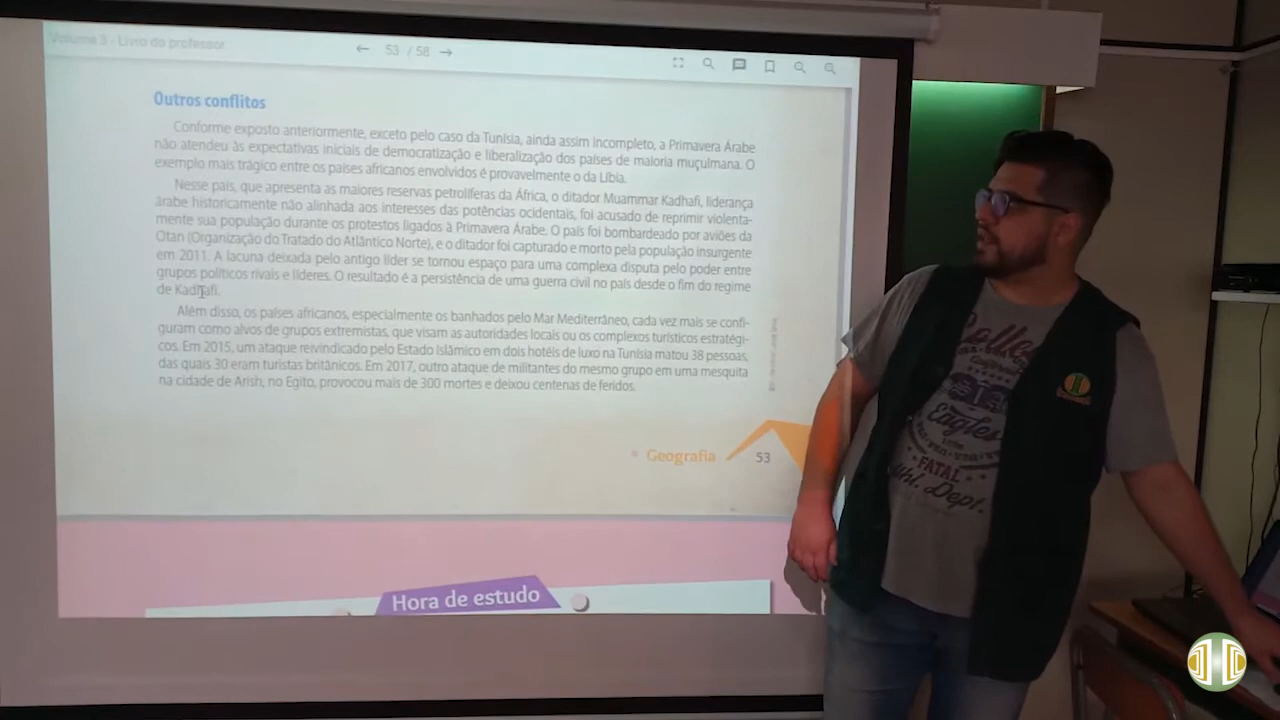 Volume 3 - Livro do professor
53 / 58
Outros conflitos
Conforme exposto anteriormente, exceto pelo caso da Tunísia, ainda assim incompleto, a Primavera Árabe
não atendeu às expectativas iniciais de democratização e liberalização dos países de maioria muçulmana. O
exemplo mais trágico entre os países africanos envolvidos é provavelmente o da Líbia.
Nesse país, que apresenta as maiores reservas petrolíferas da África, o ditador Muammar Kadhafi, liderança
árabe historicamente não alinhada aos interesses das potências ocidentais, foi acusado de reprimir violenta-
mente sua população durante os protestos ligados à Primavera Árabe. O país foi bombardeado por aviões da
Otan (Organização do Tratado do Atlântico Norte), e o ditador foi capturado e morto pela população insurgente
em 2011. A lacuna deixada pelo antigo líder se tornou espaço para uma complexa disputa pelo poder entre
grupos políticos rivais e líderes. O resultado é a persistência de uma guerra civil no país desde o fim do regime
de Kadhafi.
Além disso, os países africanos, especialmente os banhados pelo Mar Mediterrâneo, cada vez mais se confi-
guram como alvos de grupos extremistas, que visam as autoridades locais ou os complexos turísticos estratégi-
cos. Em 2015, um ataque reivindicado pelo Estado Islâmico em dois hotéis de luxo na Tunísia matou 38 pessoas,
das quais 30 eram turistas britânicos. Em 2017, outro ataque de militantes do mesmo grupo em uma mesquita
na cidade de Arish, no Egito, provocou mais de 300 mortes e deixou centenas de feridos.
Geografia 53
Hora de estudo
Eagles
FATAL
Dept.